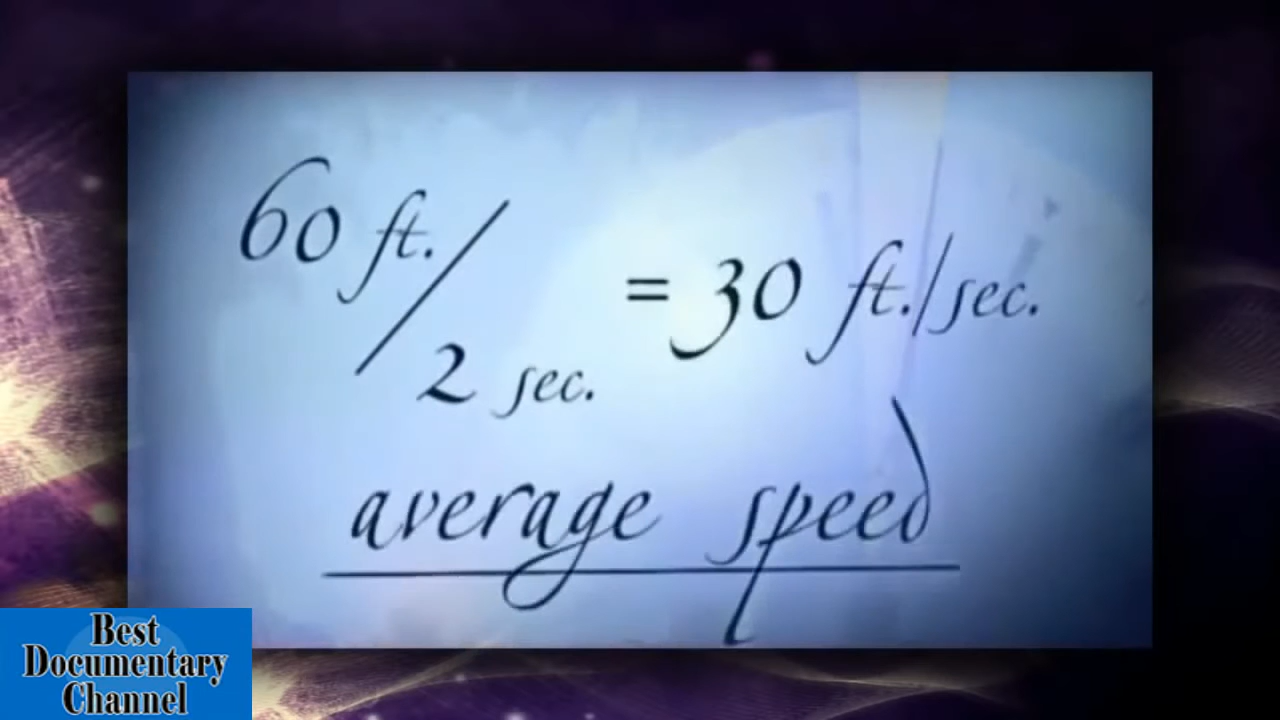 60 ft./2 sec. = 30 ft./sec.
average speed
Best
Documentary
Channel